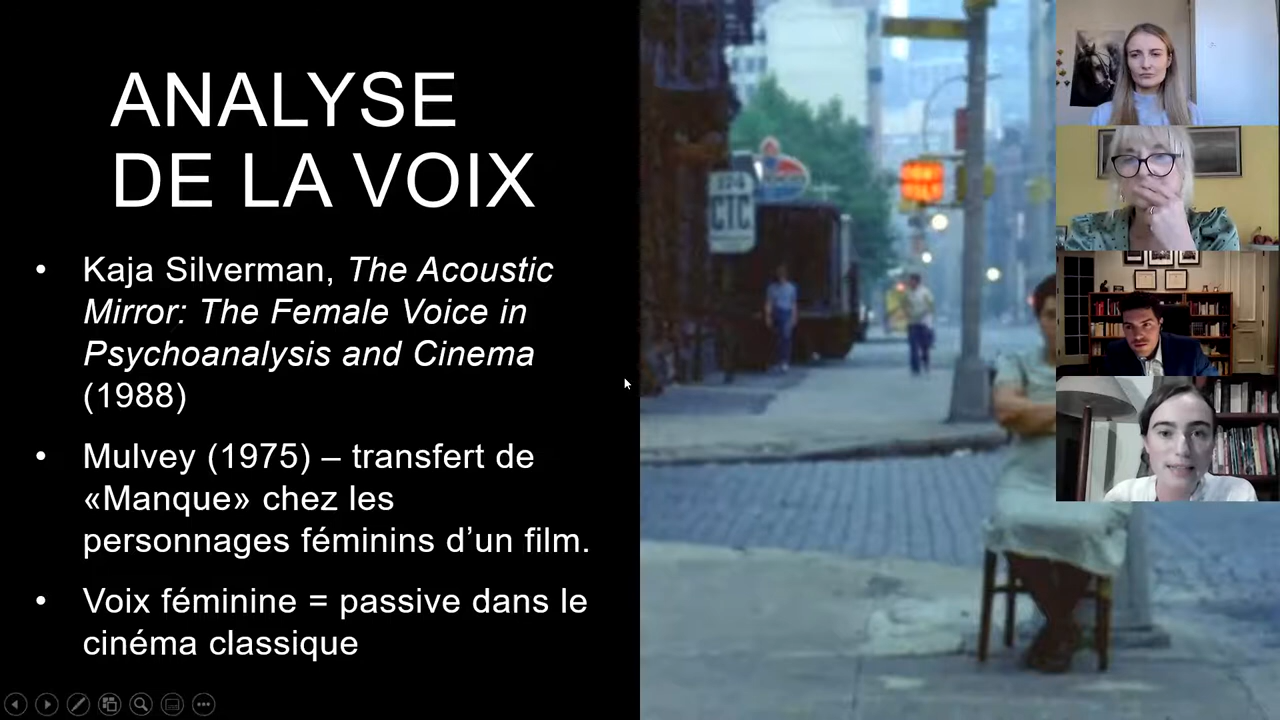 ANALYSE
DE LA VOIX
• Kaja Silverman, The Acoustic
Mirror: The Female Voice in
Psychoanalysis and Cinema
(1988)
• Mulvey (1975) – transfert de
«Manque» chez les
personnages féminins d’un film.
• Voix féminine = passive dans le
cinéma classique
CTC